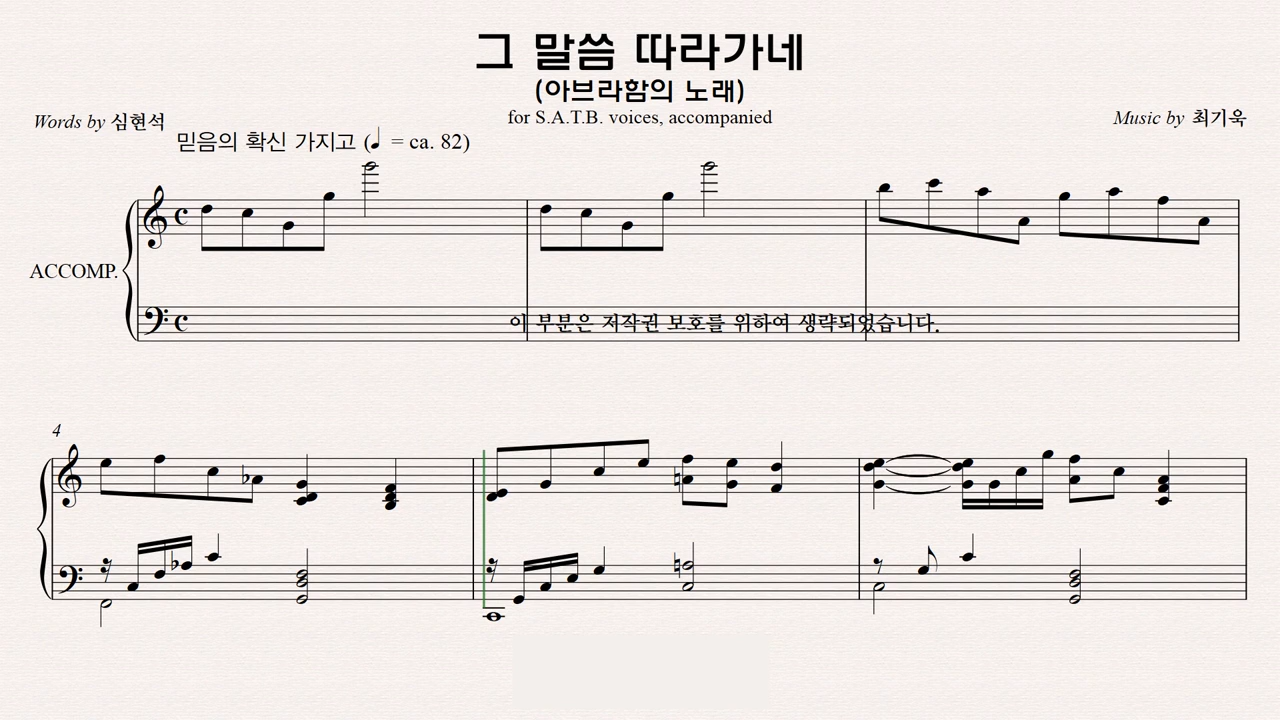 그 말씀 따라가네
(아브라함의 노래)
for S.A.T.B. voices, accompanied
Words by 심현석
Music by 최기욱
믿음의 확신 가지고 (♩ = ca. 82)
ACCOMP.
이 부분은 저작권 보호를 위하여 생략되었습니다.
4